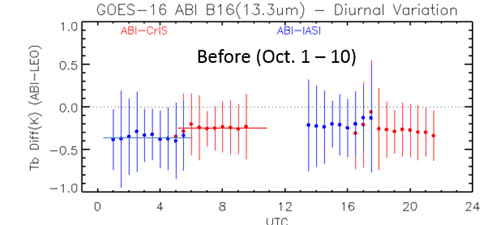 GOES-16 ABI B16(13.3um) - Diurnal Variation
ABI-CrIS
ABI-IASI
Before (Oct. 1 – 10)
Tb Diff(K) (ABI-LEO)
1.0
0.5
0.0
-0.5
-1.0
0 4 8 12 16 20 24
UTC